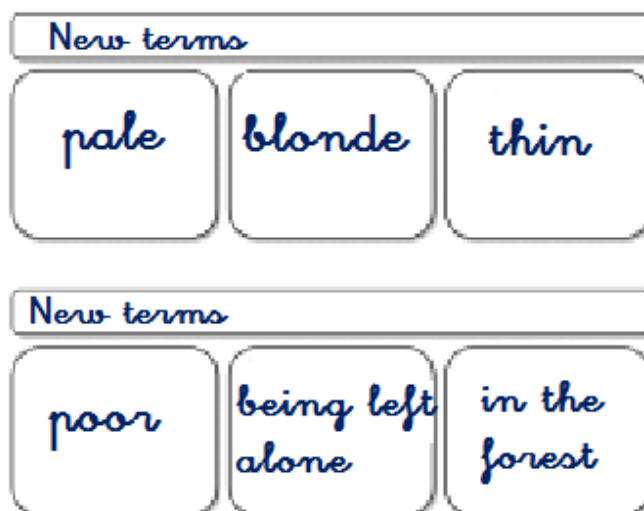 New terms
pale blonde thin
New terms
poor
being left
alone
in the
forest